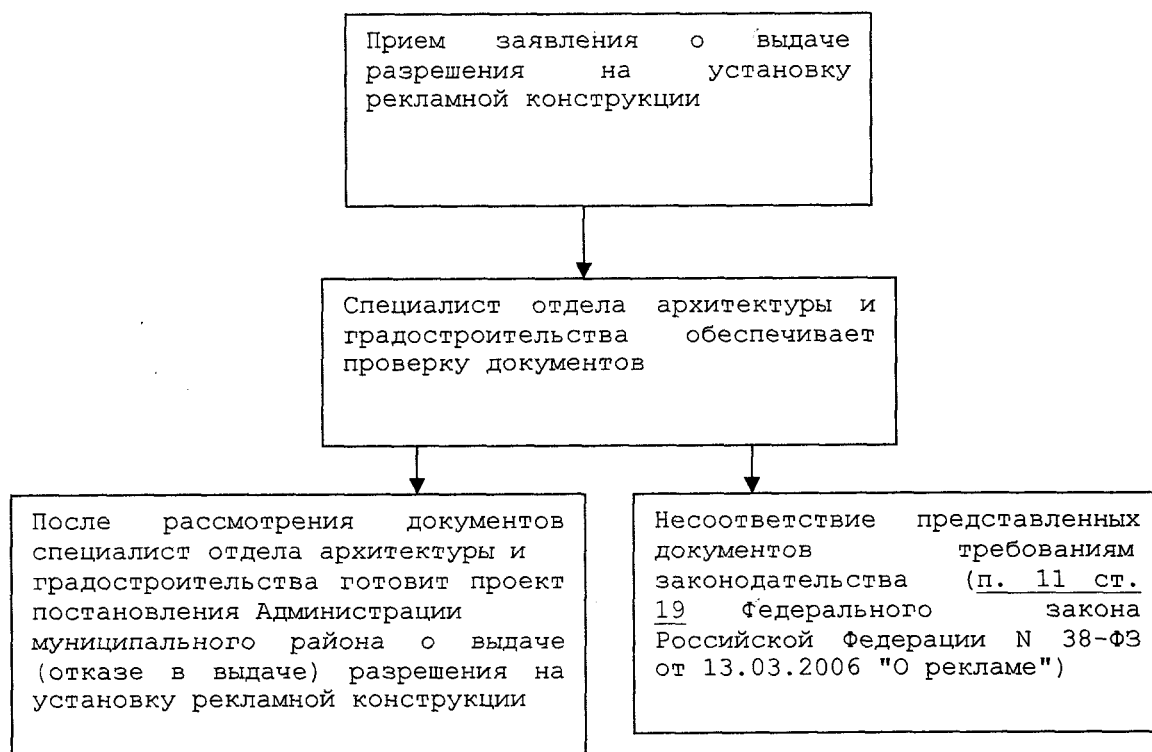 Прием заявления о выдаче
разрешения на установку
рекламной конструкции
Специалист отдела архитектуры и
градостроительства обеспечивает
проверку документов
После рассмотрения документов
специалист отдела архитектуры и
градостроительства готовит проект
постановления Администрации
муниципального района о выдаче
(отказе в выдаче) разрешения на
установку рекламной конструкции
Несоответствие представленных
документов требованиям
законодательства (п. 11 ст.
19 Федерального закона
Российской Федерации N 38-ФЗ
от 13.03.2006 "О рекламе")